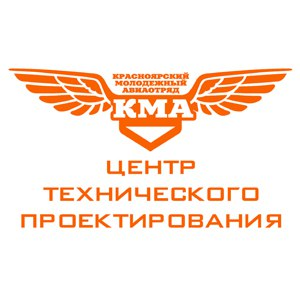 КРАСНОЯРСКИЙ
МОЛОДЕЖНЫЙ
АВИАОТРЯД
КМА
ЦЕНТР
ТЕХНИЧЕСКОГО
ПРОЕКТИРОВАНИЯ